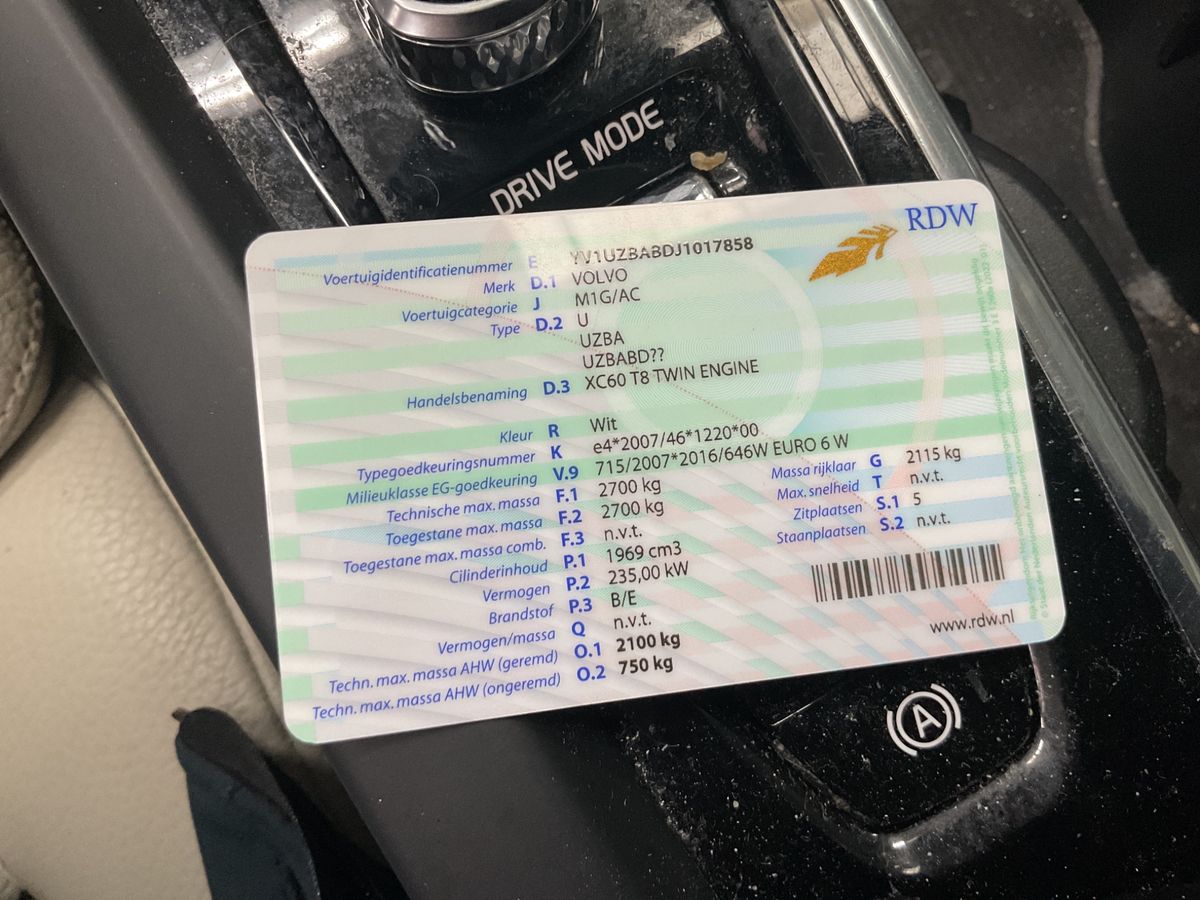 DRIVE MODE
RDW
Voertuigidentificatienummer E YV1UZBABDJ1017858
Merk D.1 VOLVO
Voertuigcategorie J M1G/AC
Type D.2 U
UZBA
UZBABD??
Handelsbenaming D.3 XC60 T8 TWIN ENGINE
Kleur R Wit
Typegoedkeuringsnummer K e4*2007/46*1220*00
Milieuklasse EG-goedkeuring V.9 715/2007*2016/646W EURO 6 W
Technische max. massa F.1 2700 kg
Toegestane max. massa F.2 2700 kg
Toegestane max. massa comb. F.3 n.v.t.
Cilinderinhoud P.1 1969 cm3
Vermogen P.2 235,00 kW
Brandstof P.3 B/E
Vermogen/massa Q n.v.t.
Techn. max. massa AHW (geremd) O.1 2100 kg
Techn. max. massa AHW (ongeremd) O.2 750 kg
Massa rijklaar G 2115 kg
Max. snelheid T n.v.t.
Zitplaatsen S.1 5
Staanplaatsen S.2 n.v.t.
www.rdw.nl
A